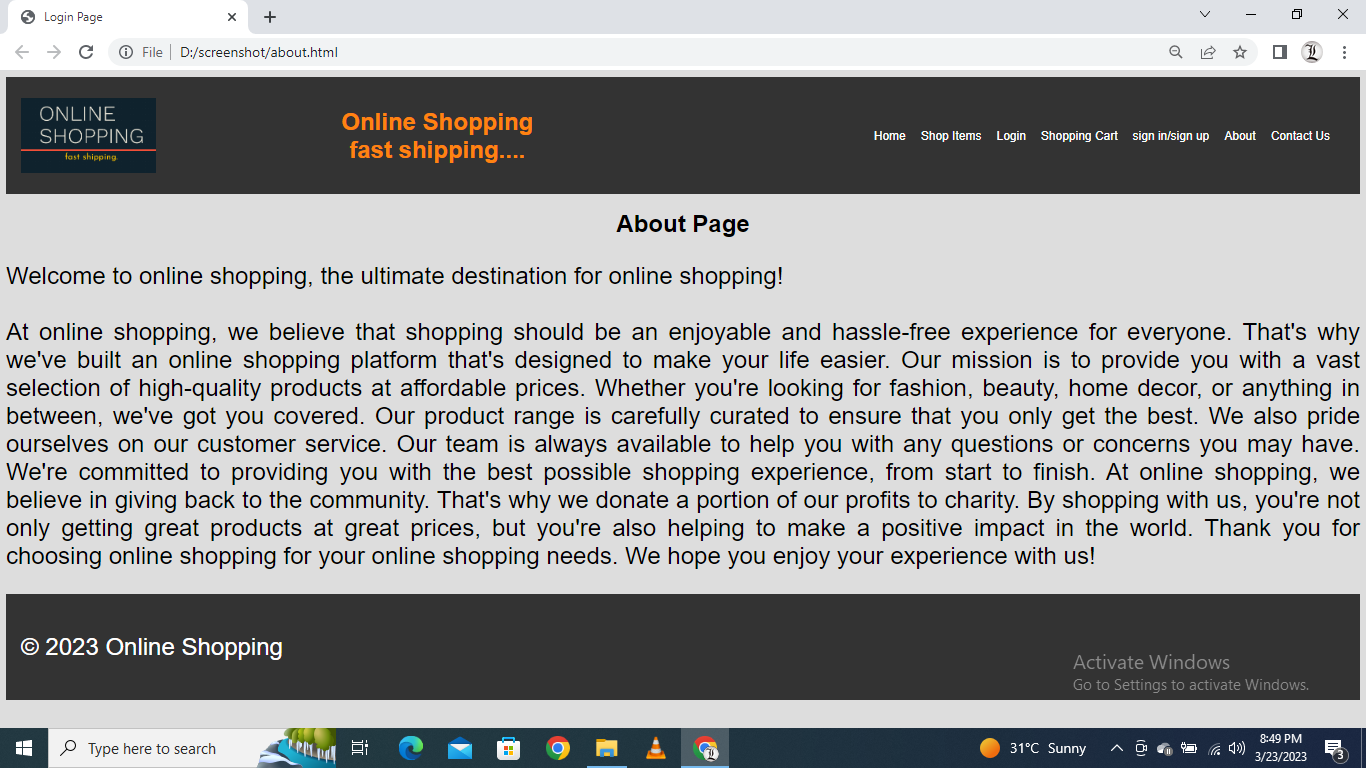 Login Page
File
D:/screenshot/about.html
ONLINE
SHOPPING
fast shipping.
Online Shopping
fast shipping....
Home Shop Items Login Shopping Cart sign in/sign up About Contact Us
About Page
Welcome to online shopping, the ultimate destination for online shopping!
At online shopping, we believe that shopping should be an enjoyable and hassle-free experience for everyone. That's why
we've built an online shopping platform that's designed to make your life easier. Our mission is to provide you with a vast
selection of high-quality products at affordable prices. Whether you're looking for fashion, beauty, home decor, or anything in
between, we've got you covered. Our product range is carefully curated to ensure that you only get the best. We also pride
ourselves on our customer service. Our team is always available to help you with any questions or concerns you may have.
We're committed to providing you with the best possible shopping experience, from start to finish. At online shopping, we
believe in giving back to the community. That's why we donate a portion of our profits to charity. By shopping with us, you're not
only getting great products at great prices, but you're also helping to make a positive impact in the world. Thank you for
choosing online shopping for your online shopping needs. We hope you enjoy your experience with us!
© 2023 Online Shopping
Activate Windows
Go to Settings to activate Windows.
Type here to search
31°C Sunny
8:49 PM
3/23/2023
3